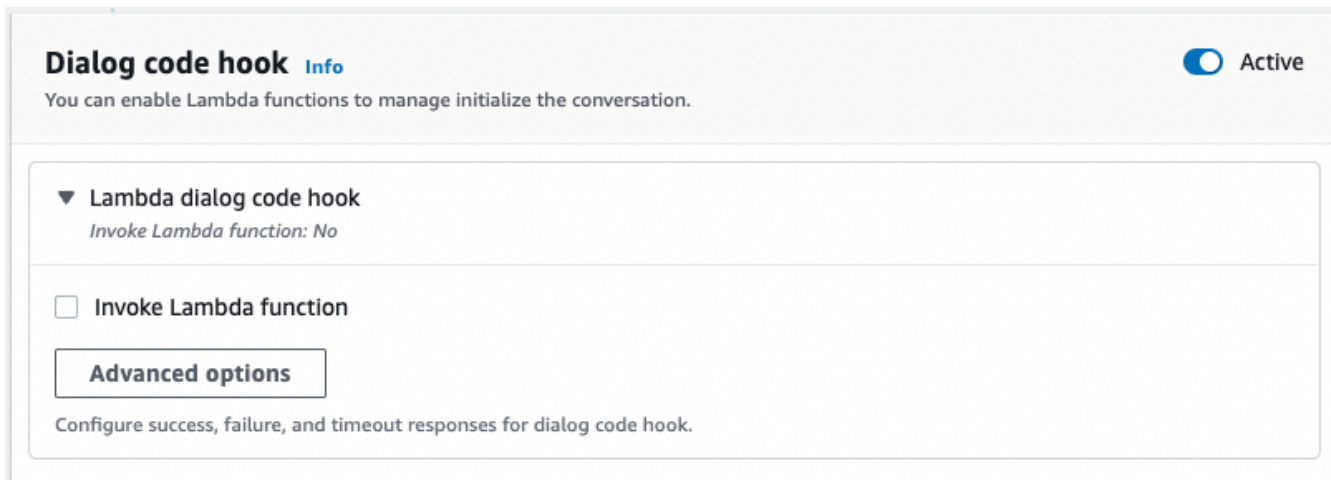 Dialog code hook Info
Active
You can enable Lambda functions to manage initialize the conversation.
Lambda dialog code hook
Invoke Lambda function: No
Invoke Lambda function
Advanced options
Configure success, failure, and timeout responses for dialog code hook.